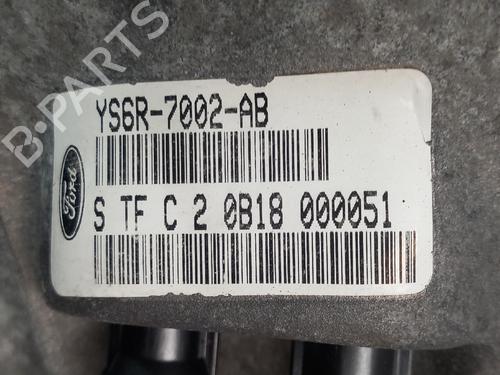 B-PARTS
YS6R-7002-AB
Ford
S TF C 2 0B18 000051